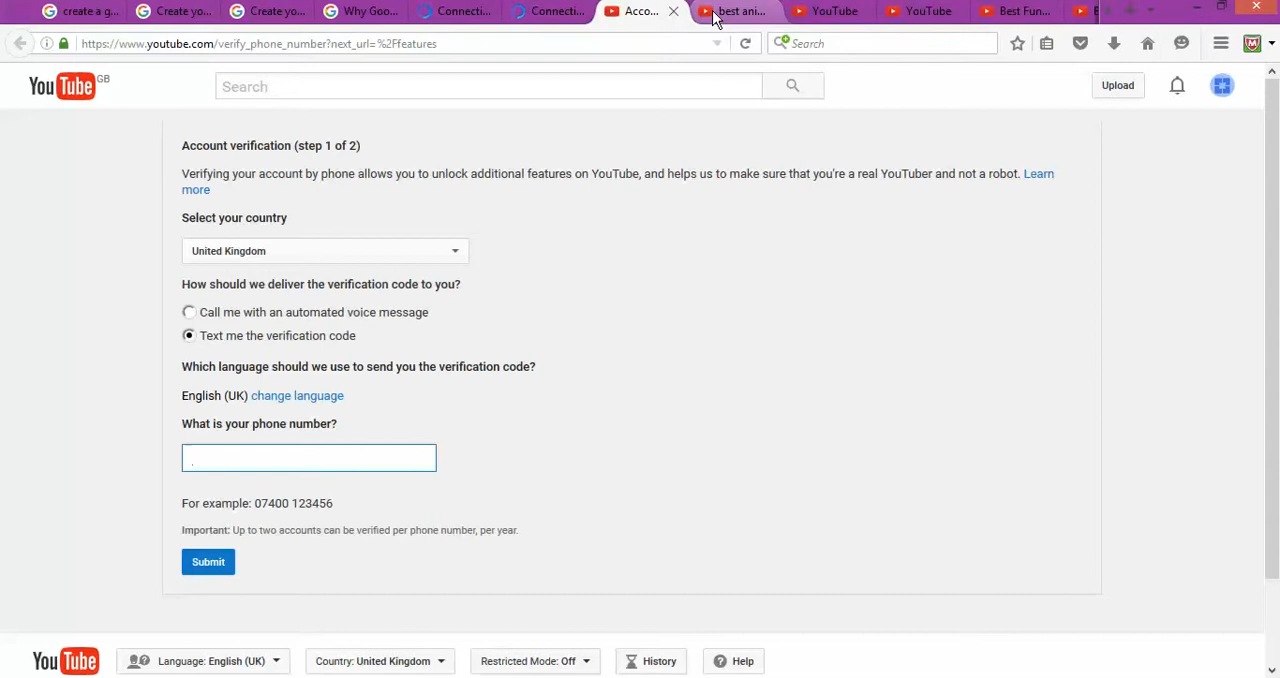 create a g...
Create yo...
Create yo...
Why Goo...
Connecti...
Connecti...
Acco...
best ani...
YouTube
YouTube
Best Fun...
https://www.youtube.com/verify_phone_number?next_url=%2Ffeatures
Search
YouTube GB
Search
Upload
Account verification (step 1 of 2)
Verifying your account by phone allows you to unlock additional features on YouTube, and helps us to make sure that you're a real YouTuber and not a robot. Learn
more
Select your country
United Kingdom
How should we deliver the verification code to you?
Call me with an automated voice message
Text me the verification code
Which language should we use to send you the verification code?
English (UK) change language
What is your phone number?
For example: 07400 123456
Important: Up to two accounts can be verified per phone number, per year.
Submit
YouTube
Language: English (UK)
Country: United Kingdom
Restricted Mode: Off
History
Help